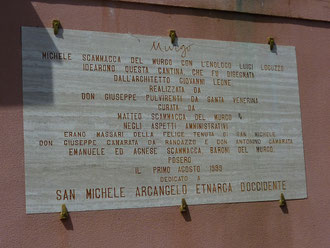 Murgo
MICHELE SCAMMACCA DEL MURGO CON L'ENOLOGO LUIGI LOGUZZO
IDEARONO QUESTA CANTINA CHE FU DISEGNATA
DALL'ARCHITETTO GIOVANNI LEONE
REALIZZATA DA
DON GIUSEPPE PULVIRENTI DA SANTA VENERINA
CURATA DA
MATTEO SCAMMACCA DEL MURGO
NEGLI ASPETTI AMMINISTRATIVI
ERANO MASSARI DELLA FELICE TENUTA DI SAN MICHELE
DON GIUSEPPE CAMARATA DA RANDAZZO E DON ANTONINO CAMARATA
EMANUELE ED AGNESE SCAMMACCA BARONI DEL MURGO
POSERO
IL PRIMO AGOSTO
DEDICATO A
SAN MICHELE ARCANGELO ETNARCA D'OCCIDENTE